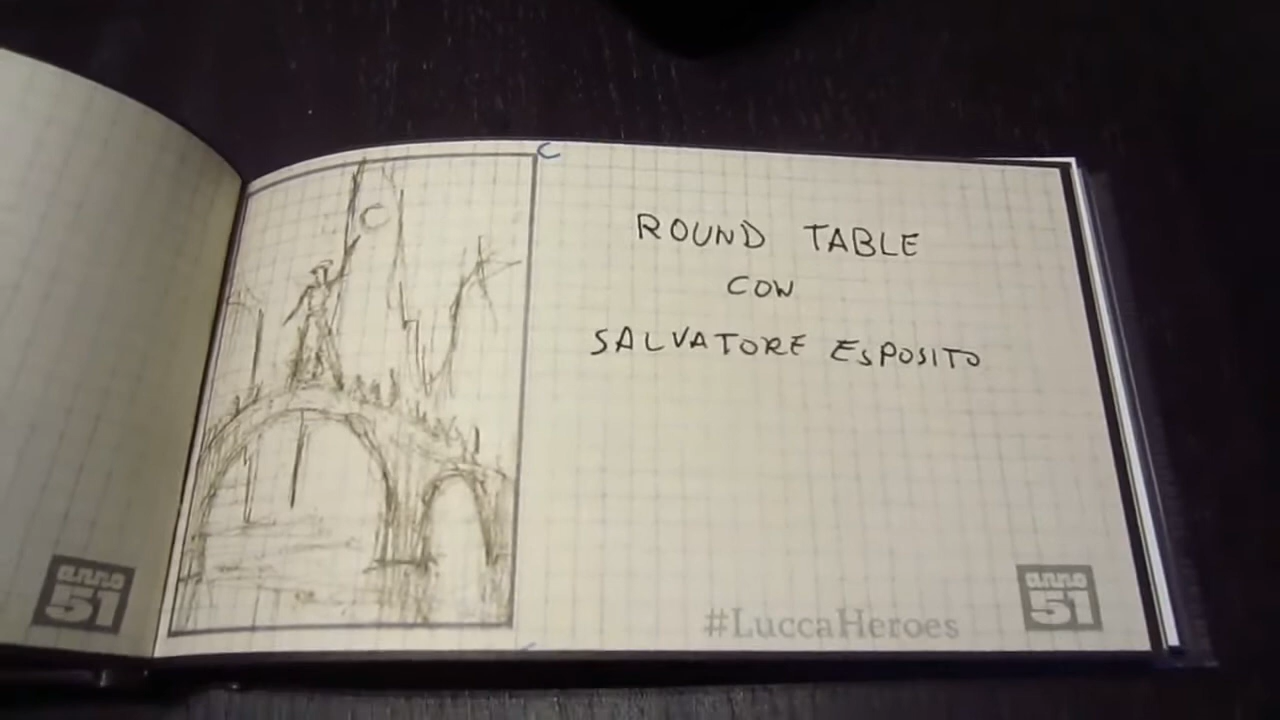 ROUND TABLE
CON
SALVATORE ESPOSITO
#LuccaHeroes
anno
51
anno
51